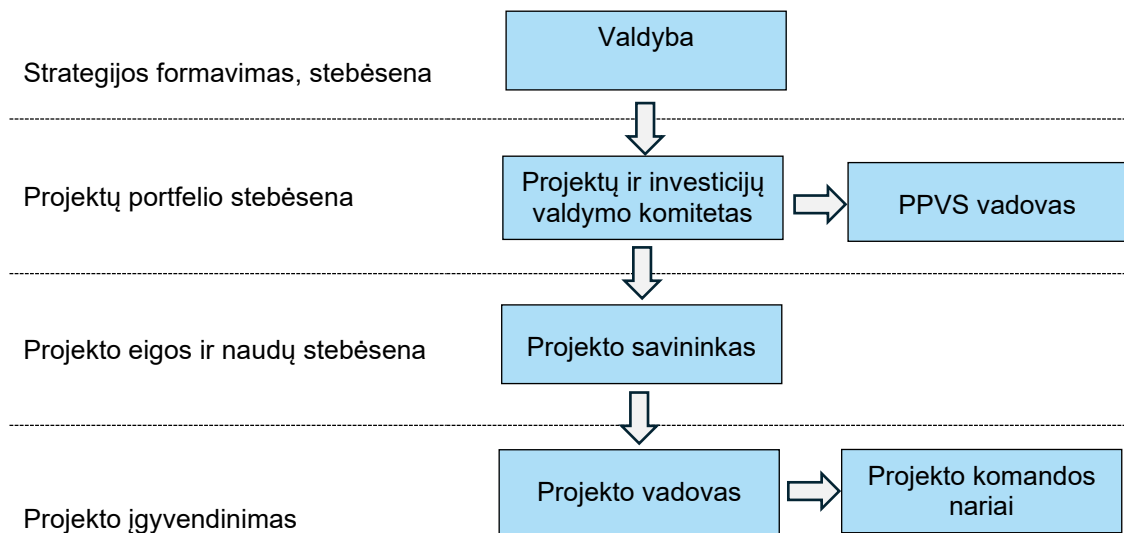 Valdyba
Strategijos formavimas, stebėsena
Projektų portfelio stebėsena
Projektų ir investicijų
valdymo komitetas
PPVS vadovas
Projekto eigos ir naudų stebėsena
Projekto savininkas
Projekto vadovas
Projekto komandos
nariai
Projekto įgyvendinimas